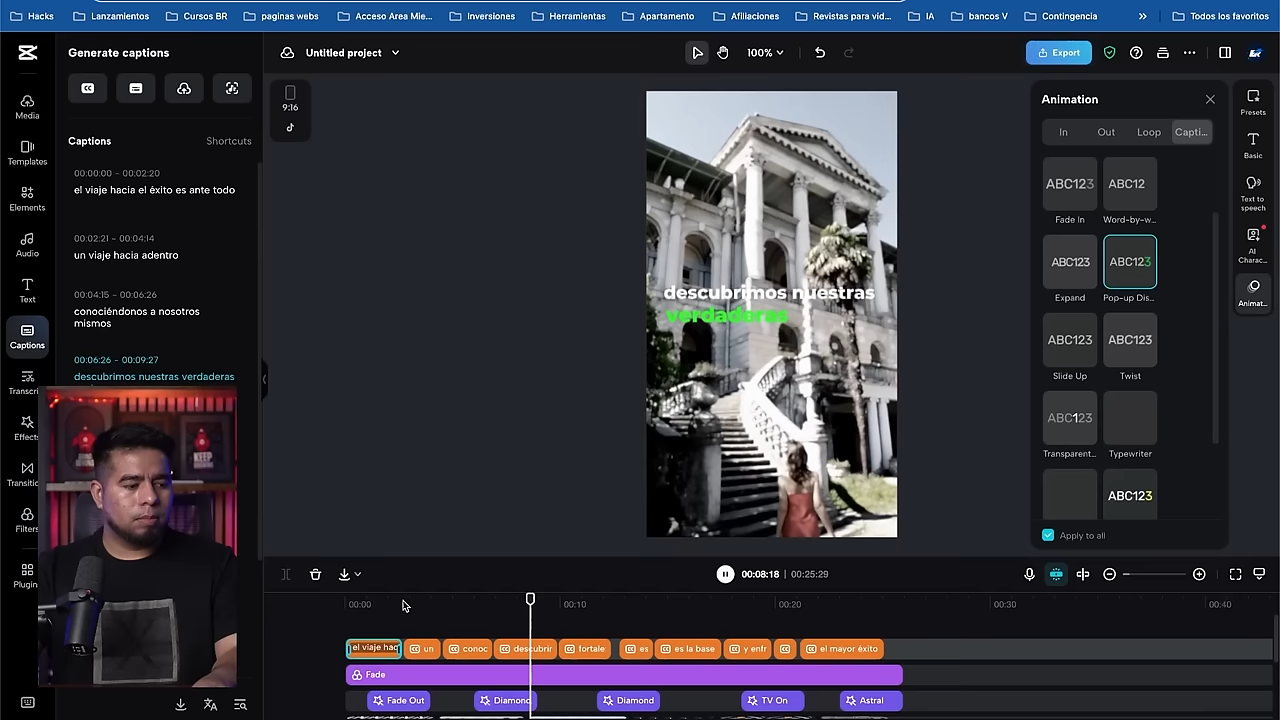 Hacks
Lanzamientos
Cursos BR
paginas webs
Acceso Area Mie...
Inversiones
Herramientas
Apartamento
Afiliaciones
Revistas para vid...
IA
bancos V
Contingencia
Todos los favoritos
Generate captions
Untitled project
100%
Export
Media
Templates
Elements
Audio
Text
Captions
Transcri
Effects
Transitio
Filters
Plugin
9:16
Captions
Shortcuts
00:00:00 - 00:02:20
el viaje hacia el éxito es ante todo
00:02:21 - 00:04:14
un viaje hacia adentro
00:04:15 - 00:06:26
conociéndonos a nosotros
mismos
00:06:26 - 00:09:27
descubrimos nuestras verdaderas
descubrimos nuestras
verdaderas
Animation
In
Out
Loop
Capti...
ABC123
Fade In
ABC12
Word-by-w...
ABC123
Expand
ABC123
Pop-up Dis...
ABC123
Slide Up
ABC123
Twist
ABC123
Transparent...
Typewriter
ABC123
Apply to all
Presets
Basic
Text to
speech
AI
Charac...
Animat...
00:08:18 | 00:25:29
00:00
00:10
00:20
00:30
00:40
el viaje hac
un
conoc
descubrir
fortale
es
es la base
y enfr
el mayor éxito
Fade
Fade Out
Diamond
Diamond
TV On
Astral